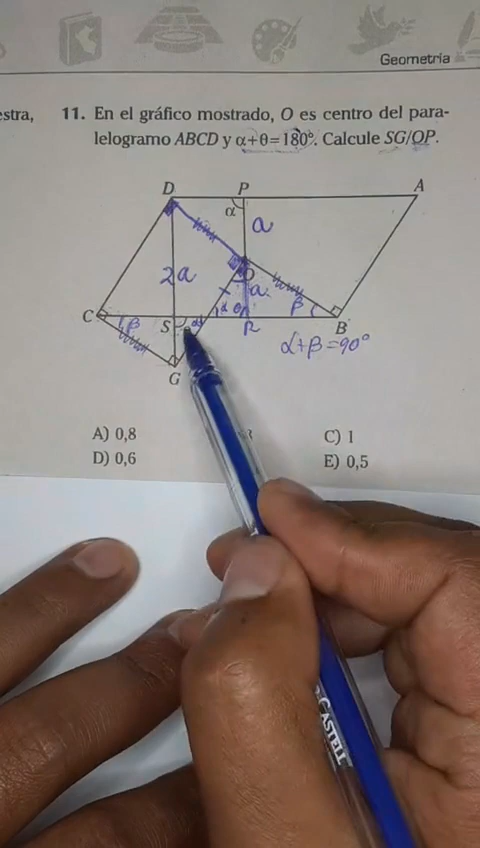 Geometría
estra,
11. En el gráfico mostrado, O es centro del para-
lelogramo ABCD y α+θ=180°. Calcule SG/OP.
D P A
α a
2a
O
a
β
C β S θ R B
α+β=90°
G
A) 0,8 C) 1
D) 0,6 E) 0,5
CASTELL